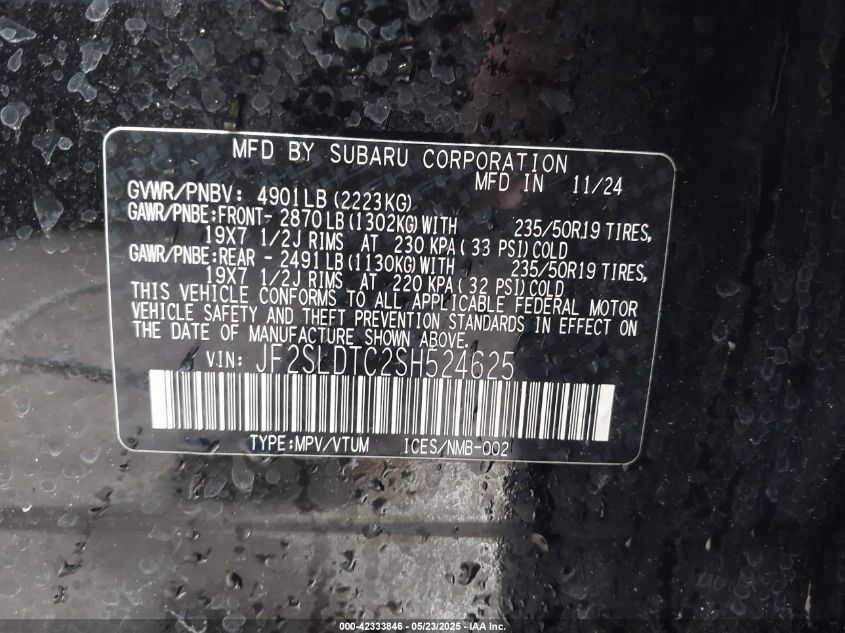 MFD BY SUBARU CORPORATION
MFD IN 11/24
GVWR/PNBV: 4901LB (2223KG)
GAWR/PNBE:FRONT- 2870LB(1302KG)WITH 235/50R19 TIRES,
19X7 1/2J RIMS AT 230 KPA(33 PSI)COLD
GAWR/PNBE:REAR - 2491LB(1130KG)WITH 235/50R19 TIRES,
19X7 1/2J RIMS AT 220 KPA(32 PSI)COLD
THIS VEHICLE CONFORMS TO ALL APPLICABLE FEDERAL MOTOR
VEHICLE SAFETY AND THEFT PREVENTION STANDARDS IN EFFECT ON
THE DATE OF MANUFACTURE SHOWN ABOVE.
VIN: JF2SLDTC2SH524625
TYPE:MPV/VTUM ICES/NMB-002
000-42333846 - 05/23/2025 - IAA Inc.